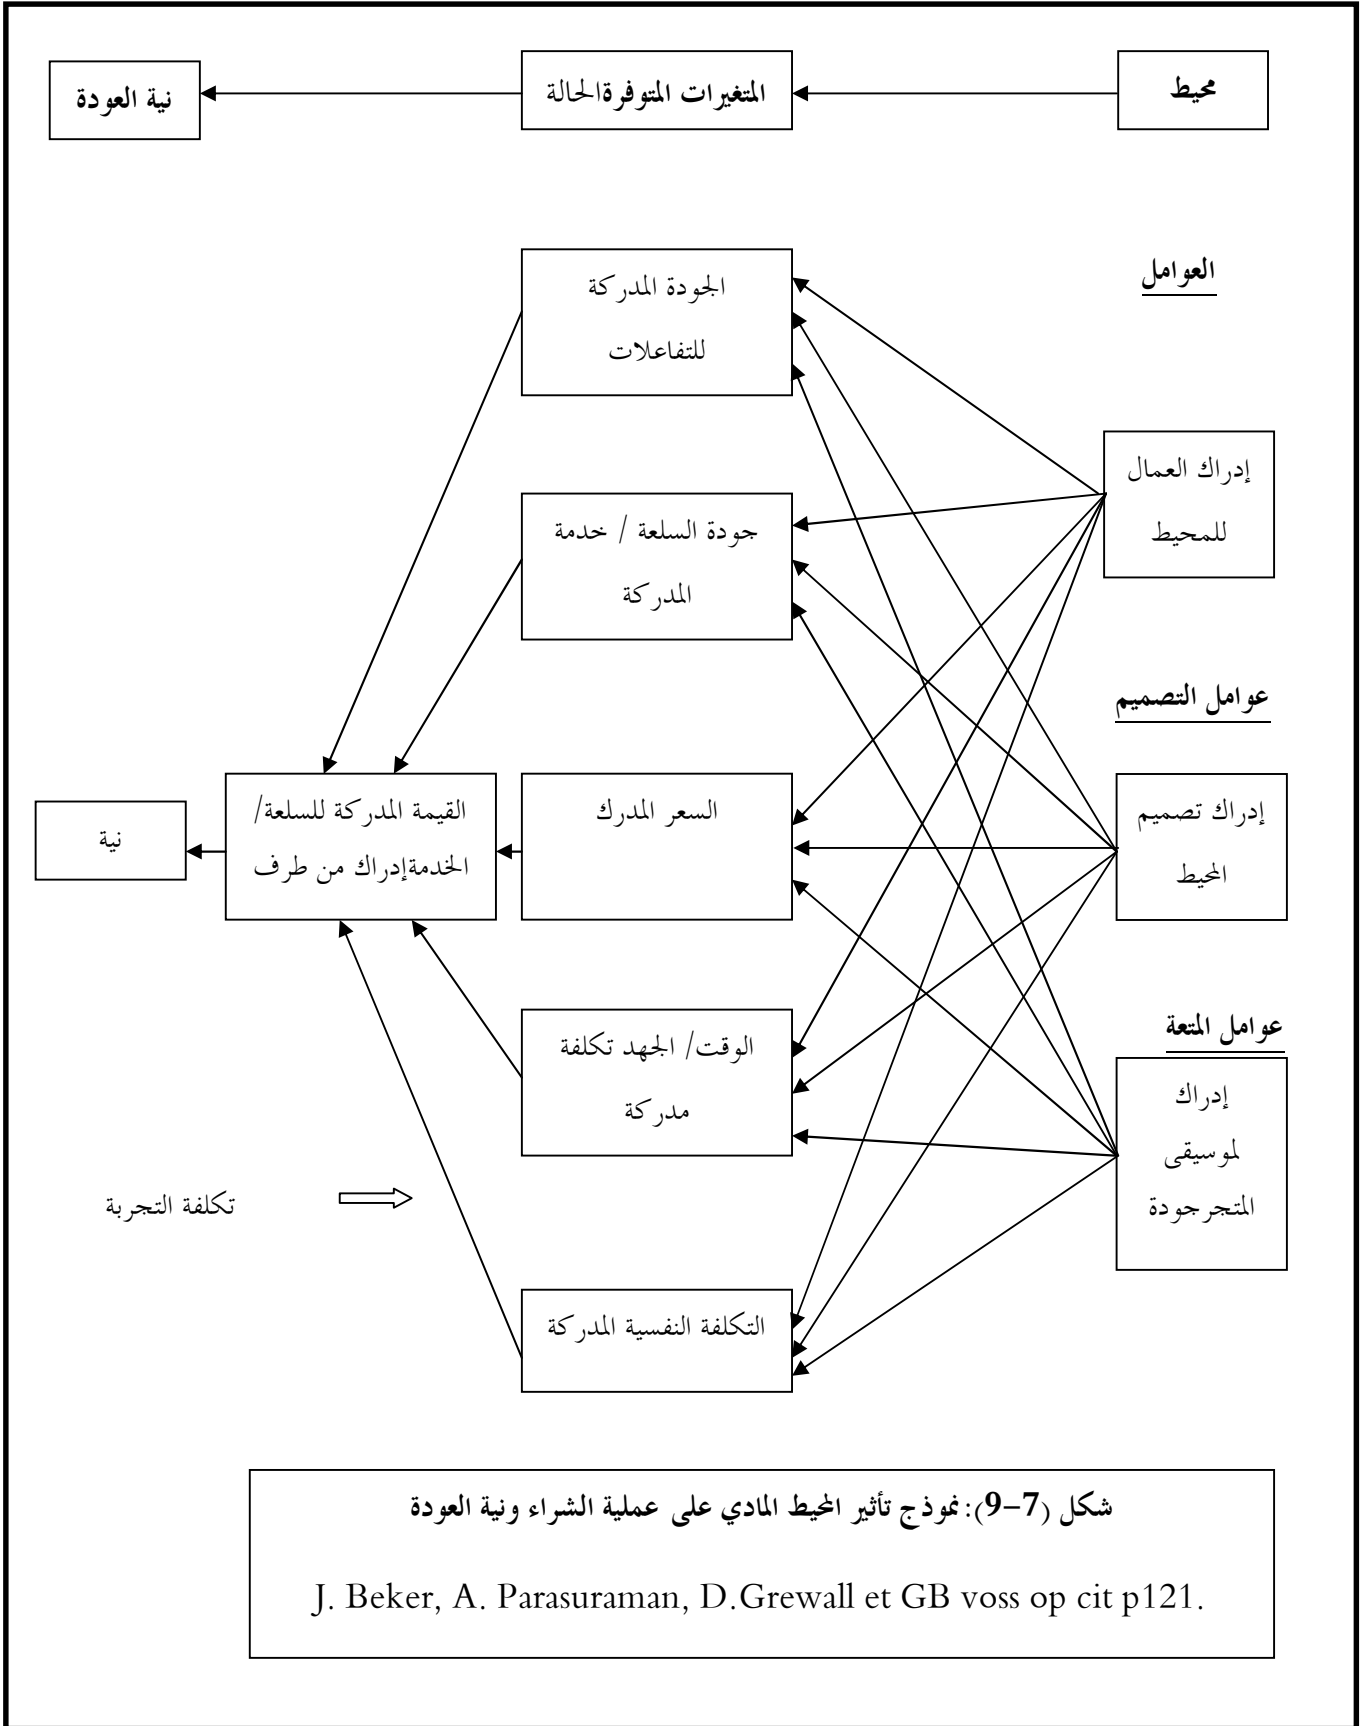 محيط
المتغيرات المتوفرةالحالة
نية العودة
العوامل
الجودة المدركة
للتفاعلات
إدراك العمال
للمحيط
جودة السلعة / خدمة
المدركة
عوامل التصميم
إدراك تصميم
المحيط
السعر المدرك
القيمة المدركة للسلعة/
الخدمةإدراك من طرف
نية
عوامل المتعة
إدراك
لموسيقى
المتجرجودة
الوقت/ الجهد تكلفة
مدركة
تكلفة التجربة
التكلفة النفسية المدركة
شكل (7-9): نموذج تأثير المحيط المادي على عملية الشراء ونية العودة
J. Beker, A. Parasuraman, D.Grewall et GB voss op cit p121.